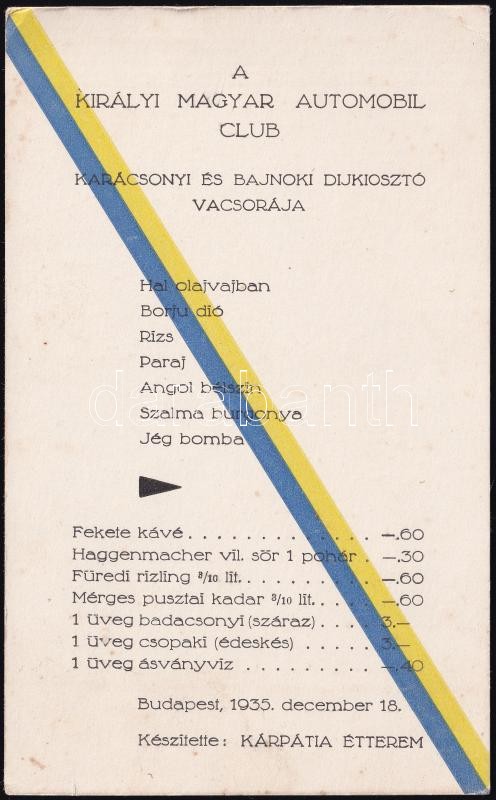 A
KIRÁLYI MAGYAR AUTOMOBIL
CLUB
KARÁCSONYI ÉS BAJNOKI DIJKIOSZTÓ
VACSORÁJA
Hal olajvajban
Borju dió
Rizs
Paraj
Angol bélszin
Szalma burgonya
Jég bomba
darabanth
Fekete kávé . . . . . . . . . . . . . —.60
Haggenmacher vil. sör 1 pohár . —.30
Füredi rizling 3/10 lit. . . . . . . . . —.60
Mérges pusztai kadar 3/10 lit. . . . . —.60
1 üveg badacsonyi (száraz) . . . . 3.—
1 üveg csopaki (édeskés) . . . . . 3.—
1 üveg ásványviz . . . . . . . . . . —.40
Budapest, 1935. december 18.
Készitette: KÁRPÁTIA ÉTTEREM